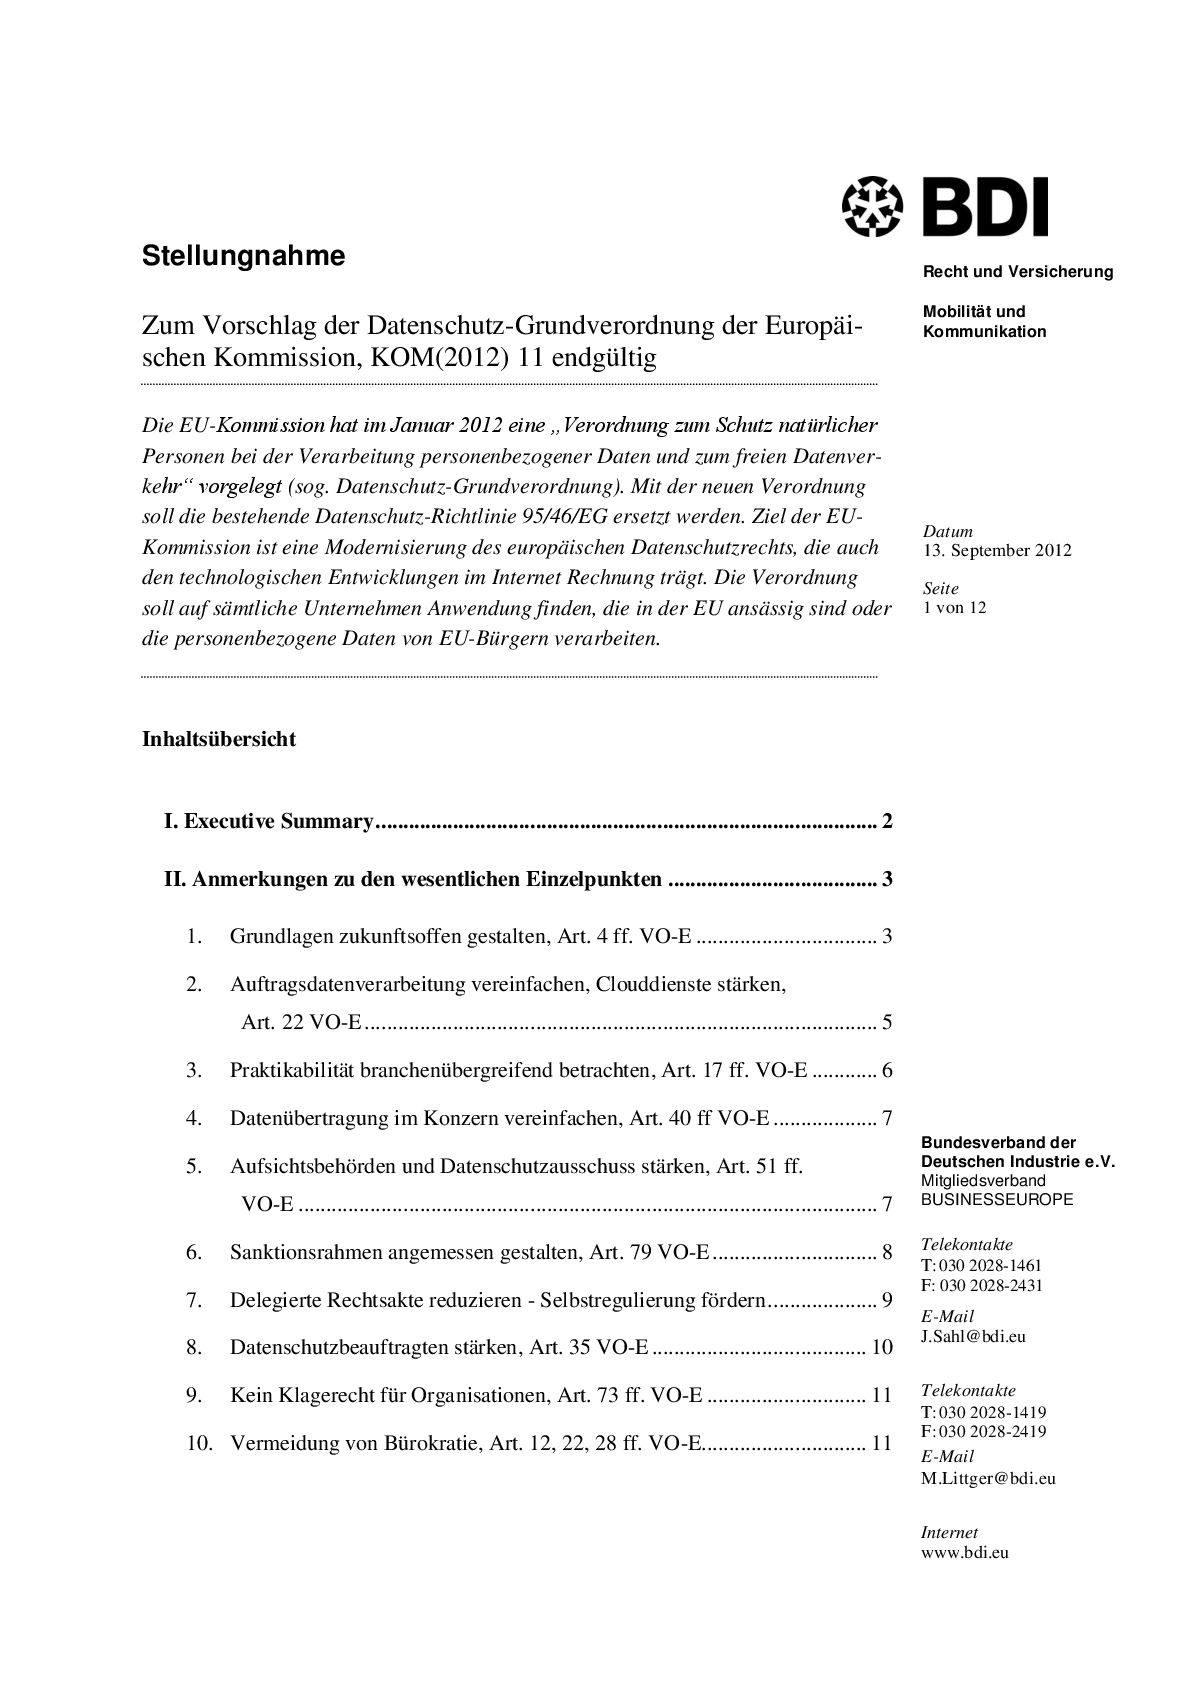 BDI
Stellungnahme
Recht und Versicherung
Mobilität und
Kommunikation
Zum Vorschlag der Datenschutz-Grundverordnung der Europäi-
schen Kommission, KOM(2012) 11 endgültig
Die EU-Kommission hat im Januar 2012 eine „Verordnung zum Schutz natürlicher
Personen bei der Verarbeitung personenbezogener Daten und zum freien Datenver-
kehr“ vorgelegt (sog. Datenschutz-Grundverordnung). Mit der neuen Verordnung
soll die bestehende Datenschutz-Richtlinie 95/46/EG ersetzt werden. Ziel der EU-
Kommission ist eine Modernisierung des europäischen Datenschutzrechts, die auch
den technologischen Entwicklungen im Internet Rechnung trägt. Die Verordnung
soll auf sämtliche Unternehmen Anwendung finden, die in der EU ansässig sind oder
die personenbezogene Daten von EU-Bürgern verarbeiten.
Datum
13. September 2012
Seite
1 von 12
Inhaltsübersicht
I. Executive Summary........................................................................................... 2
II. Anmerkungen zu den wesentlichen Einzelpunkten ...................................... 3
1. Grundlagen zukunftsoffen gestalten, Art. 4 ff. VO-E ................................. 3
2. Auftragsdatenverarbeitung vereinfachen, Clouddienste stärken,
Art. 22 VO-E............................................................................................. 5
3. Praktikabilität branchenübergreifend betrachten, Art. 17 ff. VO-E ............ 6
4. Datenübertragung im Konzern vereinfachen, Art. 40 ff VO-E ................... 7
5. Aufsichtsbehörden und Datenschutzausschuss stärken, Art. 51 ff.
VO-E ......................................................................................................... 7
6. Sanktionsrahmen angemessen gestalten, Art. 79 VO-E.............................. 8
7. Delegierte Rechtsakte reduzieren - Selbstregulierung fördern.................... 9
8. Datenschutzbeauftragten stärken, Art. 35 VO-E ....................................... 10
9. Kein Klagerecht für Organisationen, Art. 73 ff. VO-E ............................. 11
10. Vermeidung von Bürokratie, Art. 12, 22, 28 ff. VO-E.............................. 11
Bundesverband der
Deutschen Industrie e.V.
Mitgliedsverband
BUSINESSEUROPE
Telekontakte
T: 030 2028-1461
F: 030 2028-2431
E-Mail
J.Sahl@bdi.eu
Telekontakte
T: 030 2028-1419
F: 030 2028-2419
E-Mail
M.Littger@bdi.eu
Internet
www.bdi.eu